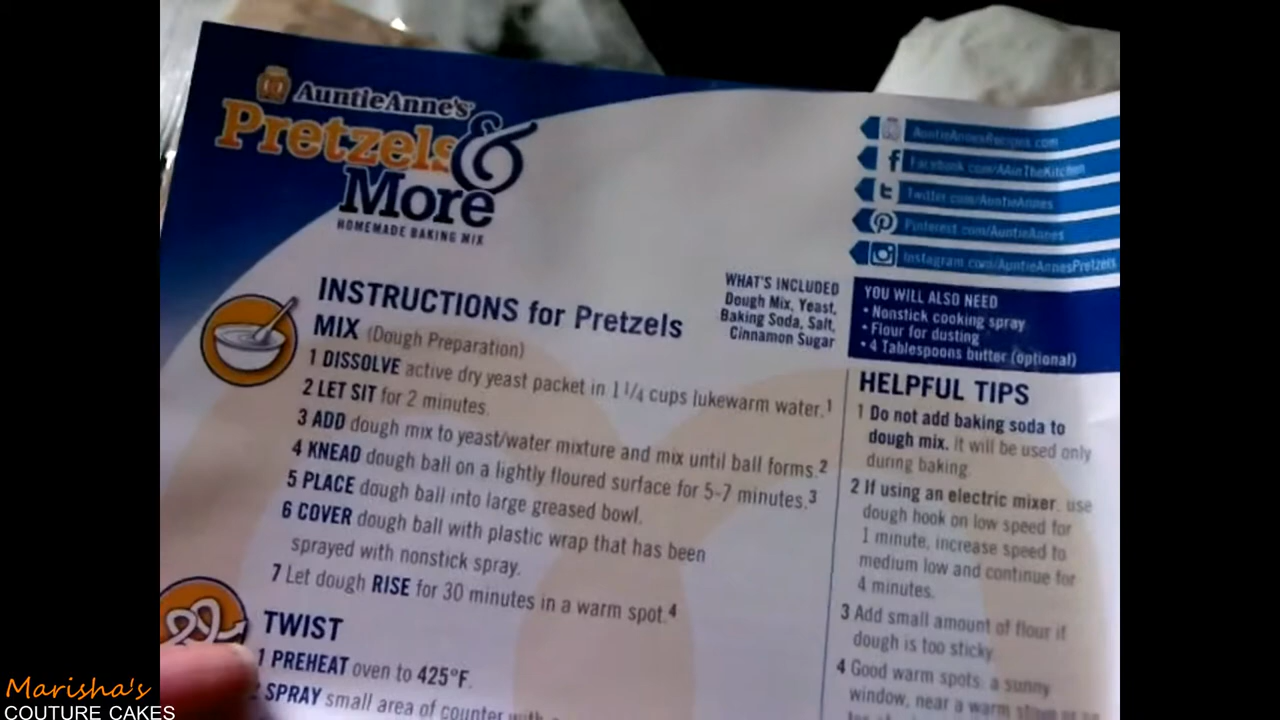 AuntieAnne's
Pretzels &
More
HOMEMADE BAKING MIX
AuntieAnnesRecipes.com
Facebook.com/AAinTheKitchen
Twitter.com/AuntieAnnes
Pinterest.com/AuntieAnnes
Instagram.com/AuntieAnnesPretzels
INSTRUCTIONS for Pretzels
WHAT'S INCLUDED
Dough Mix, Yeast,
Baking Soda, Salt,
Cinnamon Sugar
YOU WILL ALSO NEED
• Nonstick cooking spray
• Flour for dusting
• 4 Tablespoons butter (optional)
MIX (Dough Preparation)
1 DISSOLVE active dry yeast packet in 1 1/4 cups lukewarm water.1
2 LET SIT for 2 minutes.
3 ADD dough mix to yeast/water mixture and mix until ball forms.2
4 KNEAD dough ball on a lightly floured surface for 5-7 minutes.3
5 PLACE dough ball into large greased bowl.
6 COVER dough ball with plastic wrap that has been
sprayed with nonstick spray.
7 Let dough RISE for 30 minutes in a warm spot.4
TWIST
1 PREHEAT oven to 425°F.
2 SPRAY small area of counter with
HELPFUL TIPS
1 Do not add baking soda to
dough mix. It will be used only
during baking.
2 If using an electric mixer, use
dough hook on low speed for
1 minute, increase speed to
medium low and continue for
4 minutes.
3 Add small amount of flour if
dough is too sticky.
4 Good warm spots: a sunny
window, near a warm stove or
Marisha's
COUTURE CAKES